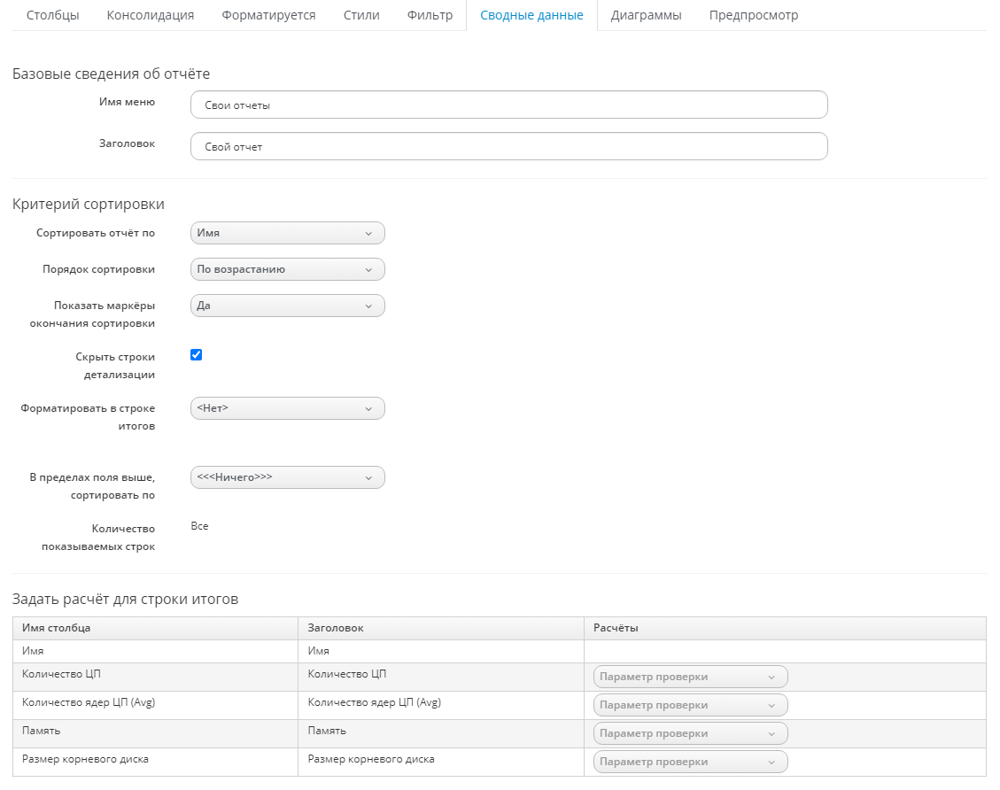 Столбцы Консолидация Форматируется Стили Фильтр Сводные данные Диаграммы Предпросмотр
Базовые сведения об отчёте
Имя меню Свои отчеты
Заголовок Свой отчет
Критерий сортировки
Сортировать отчёт по Имя
Порядок сортировки По возрастанию
Показать маркёры Да
окончания сортировки
Скрыть строки
детализации
Форматировать в строке <Нет>
итогов
В пределах поля выше, <<<Ничего>>>
сортировать по
Количество Все
показываемых строк
Задать расчёт для строки итогов
Имя столбца Заголовок Расчёты
Имя Имя
Количество ЦП Количество ЦП Параметр проверки
Количество ядер ЦП (Avg) Количество ядер ЦП (Avg) Параметр проверки
Память Память Параметр проверки
Размер корневого диска Размер корневого диска Параметр проверки